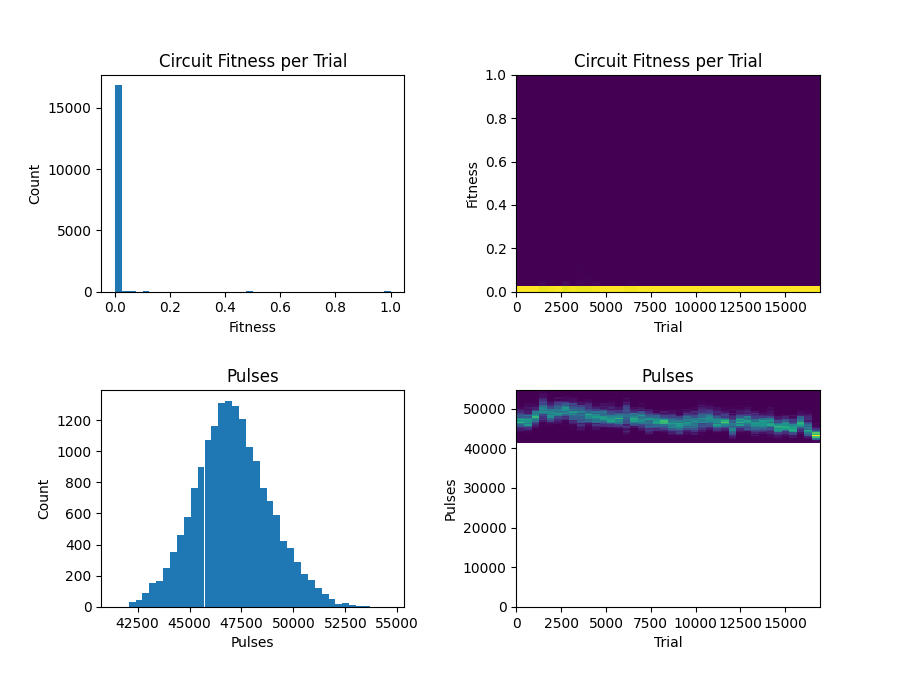 Circuit Fitness per Trial
15000
10000
5000
0
Count
0.0 0.2 0.4 0.6 0.8 1.0
Fitness
Circuit Fitness per Trial
1.0
0.8
0.6
0.4
0.2
0.0
Fitness
0 2500 5000 7500 10000 12500 15000
Trial
Pulses
1200
1000
800
600
400
200
0
Count
42500 45000 47500 50000 52500 55000
Pulses
Pulses
50000
40000
30000
20000
10000
0
Pulses
0 2500 5000 7500 10000 12500 15000
Trial